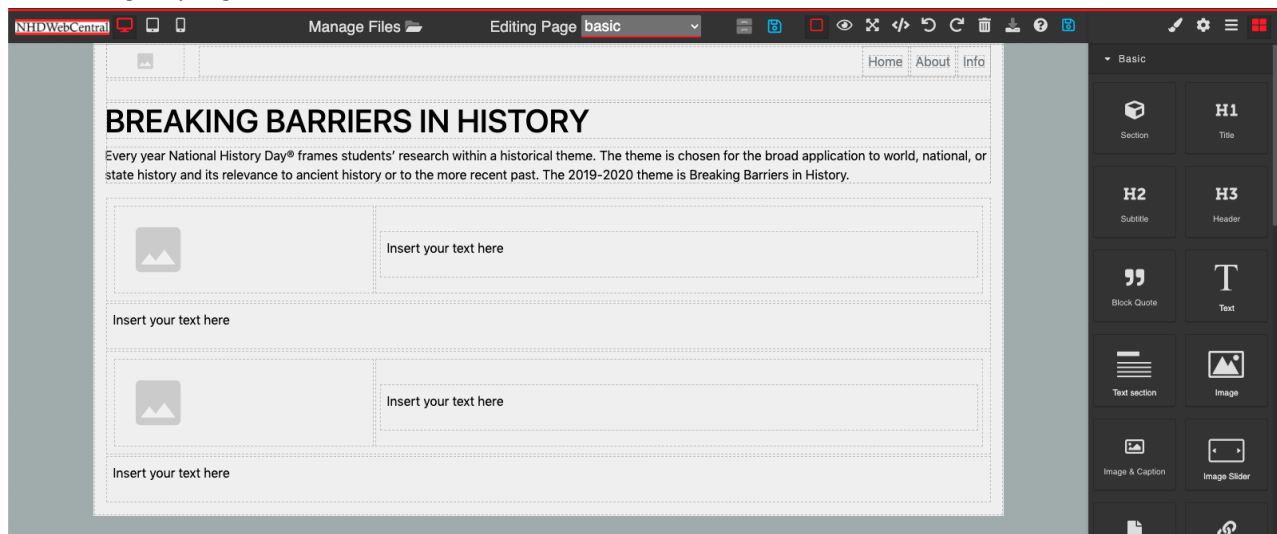 NHDWebCentral Manage Files Editing Page basic
Home About Info
Basic
BREAKING BARRIERS IN HISTORY
Every year National History Day® frames students’ research within a historical theme. The theme is chosen for the broad application to world, national, or
state history and its relevance to ancient history or to the more recent past. The 2019-2020 theme is Breaking Barriers in History.
Insert your text here
Insert your text here
Insert your text here
Insert your text here
Section
H1
Title
H2
Subtitle
H3
Header
Block Quote
T
Text
Text section
Image
Image & Caption
Image Slider